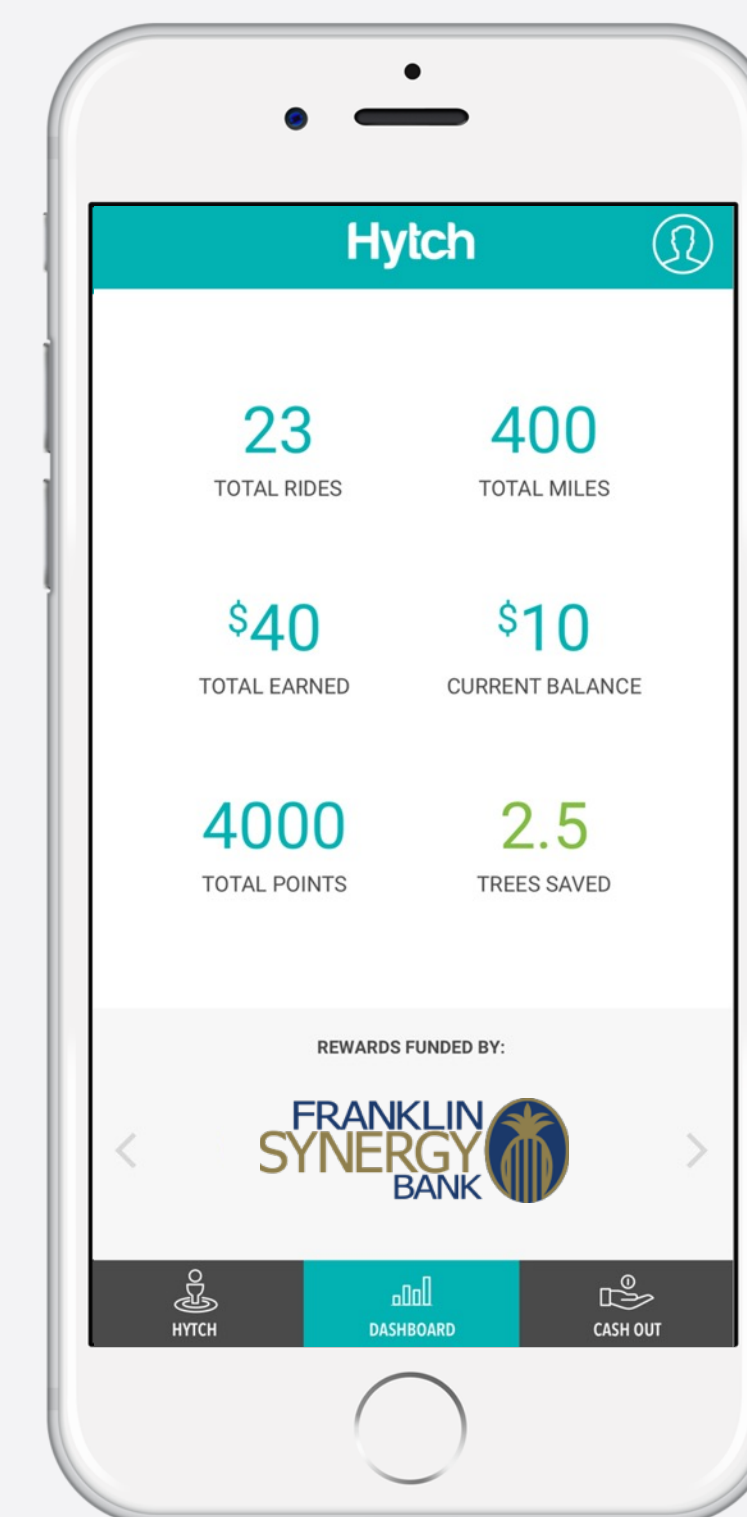 Hytch
23 400
TOTAL RIDES TOTAL MILES
$40 $10
TOTAL EARNED CURRENT BALANCE
4000 2.5
TOTAL POINTS TREES SAVED
REWARDS FUNDED BY:
FRANKLIN
SYNERGY
BANK
HYTCH DASHBOARD CASH OUT